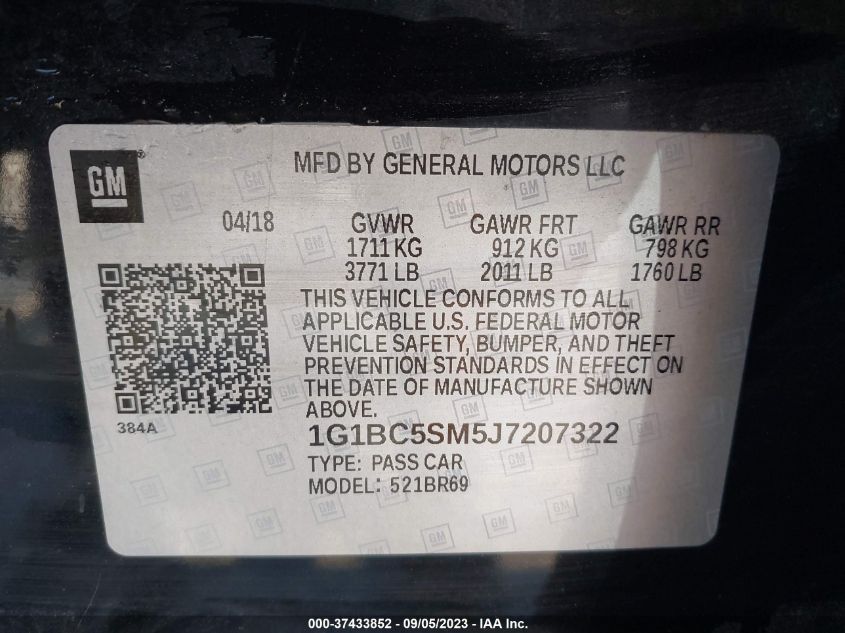 GM
MFD BY GENERAL MOTORS LLC
04/18 GVWR GAWR FRT GAWR RR
1711 KG 912 KG 798 KG
3771 LB 2011 LB 1760 LB
THIS VEHICLE CONFORMS TO ALL
APPLICABLE U.S. FEDERAL MOTOR
VEHICLE SAFETY, BUMPER, AND THEFT
PREVENTION STANDARDS IN EFFECT ON
THE DATE OF MANUFACTURE SHOWN
ABOVE.
384A
1G1BC5SM5J7207322
TYPE: PASS CAR
MODEL: 521BR69
000-37433852 - 09/05/2023 - IAA Inc.